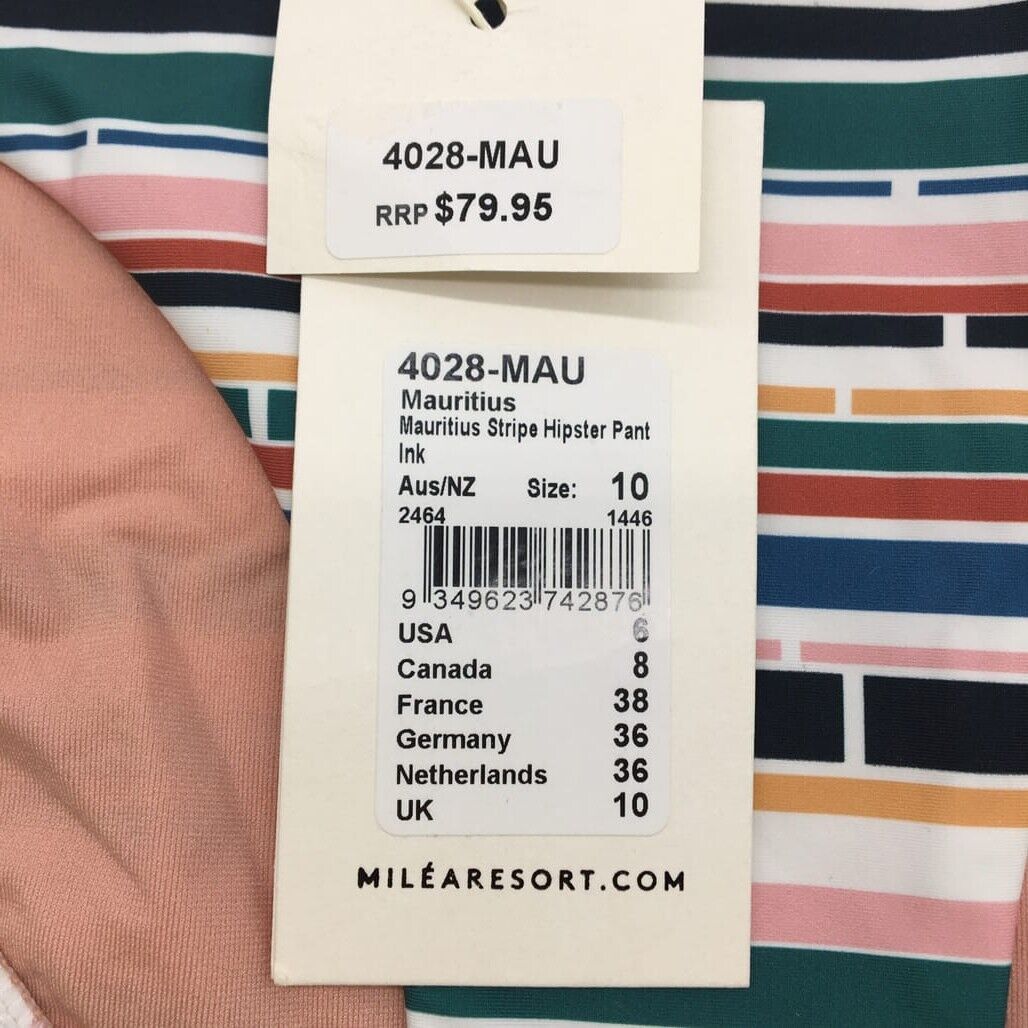 4028-MAU
RRP $79.95
4028-MAU
Mauritius
Mauritius Stripe Hipster Pant
Ink
Aus/NZ Size: 10
2464 1446
9 349623 742876
USA 6
Canada 8
France 38
Germany 36
Netherlands 36
UK 10
MILÉARESORT.COM